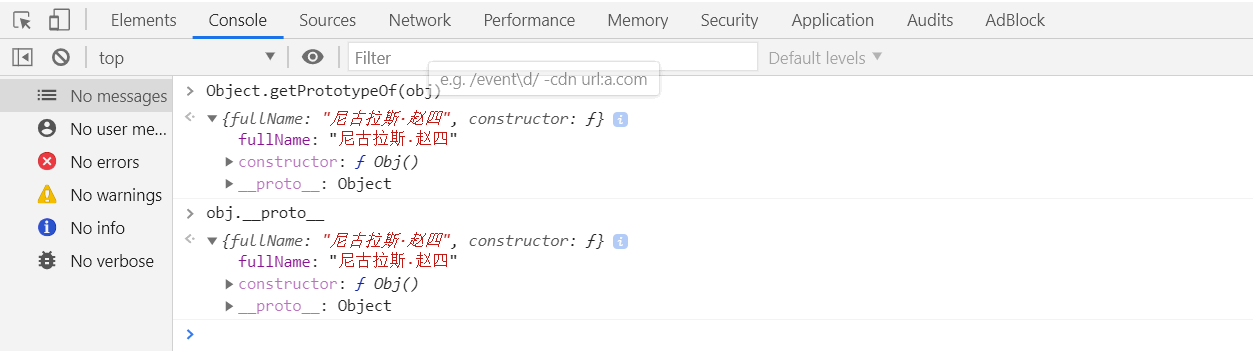 Elements Console Sources Network Performance Memory Security Application Audits AdBlock
top Filter Default levels
e.g. /event\d/ -cdn url:a.com
No messages
No user me...
No errors
No warnings
No info
No verbose
Object.getPrototypeOf(obj)
{fullName: "尼古拉斯·赵四", constructor: ƒ}
fullName: "尼古拉斯·赵四"
constructor: ƒ Obj()
__proto__: Object
obj.__proto__
{fullName: "尼古拉斯·赵四", constructor: ƒ}
fullName: "尼古拉斯·赵四"
constructor: ƒ Obj()
__proto__: Object